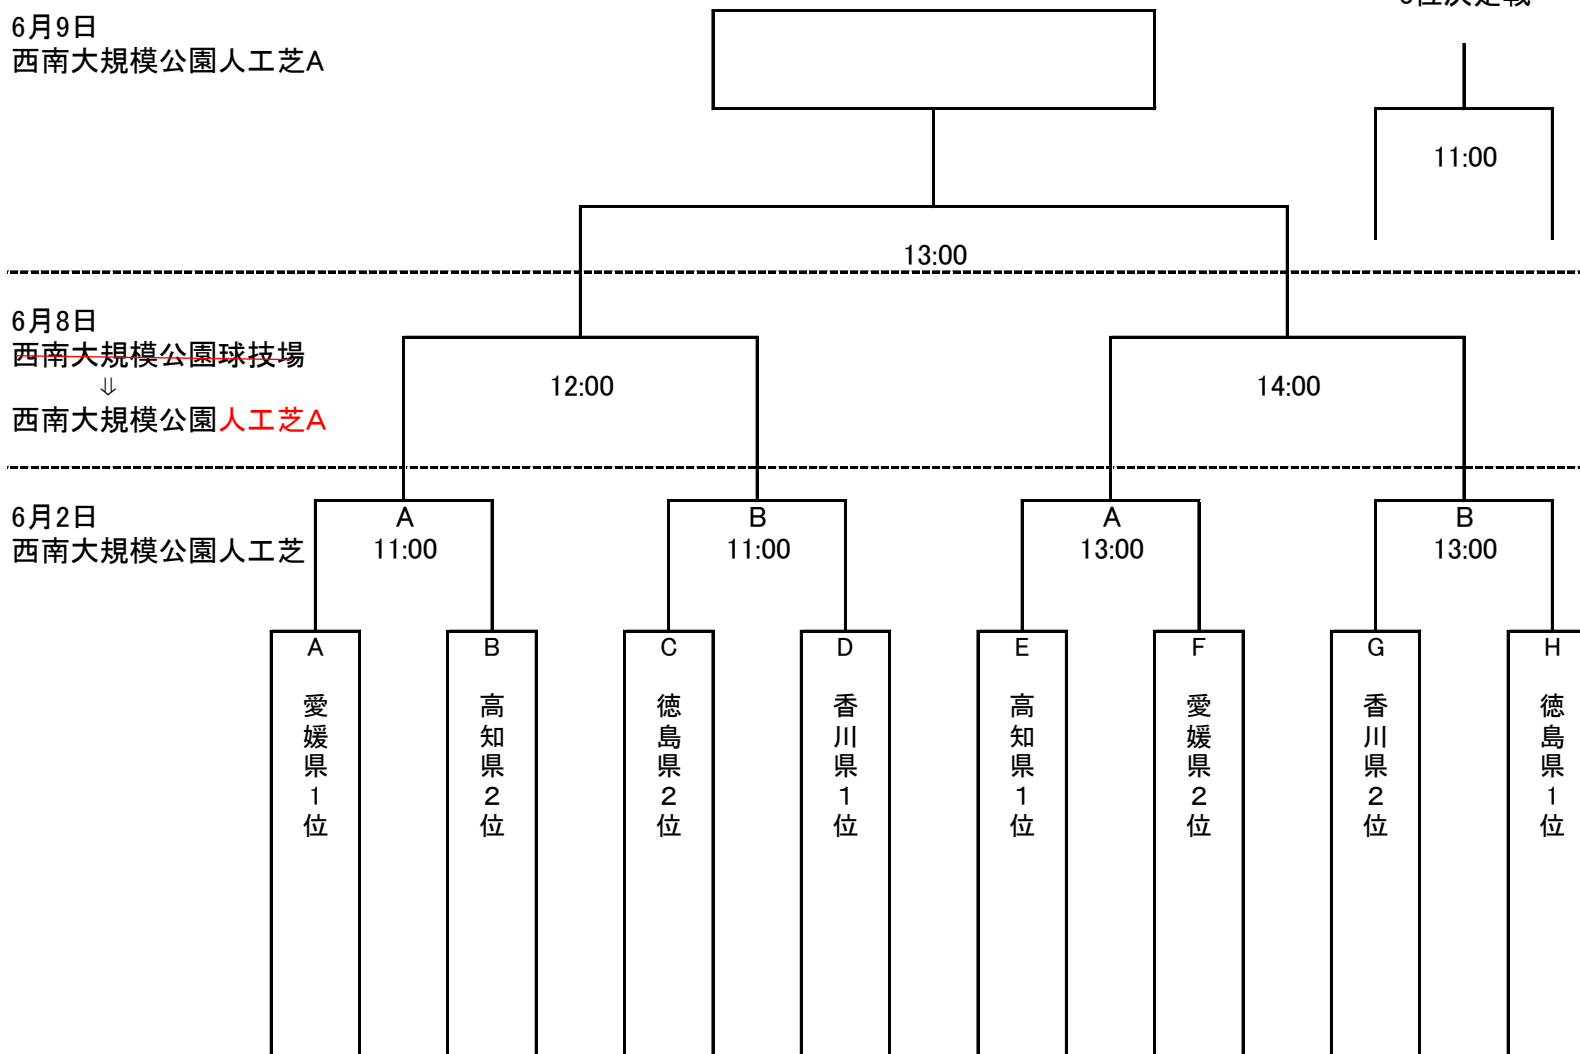 6月9日
西南大規模公園人工芝A
11:00
13:00
6月8日
西南大規模公園球技場
⇓
西南大規模公園人工芝A
12:00
14:00
6月2日
西南大規模公園人工芝
A
11:00
B
11:00
A
13:00
B
13:00
A
愛媛県1位
B
高知県2位
C
徳島県2位
D
香川県1位
E
高知県1位
F
愛媛県2位
G
香川県2位
H
徳島県1位